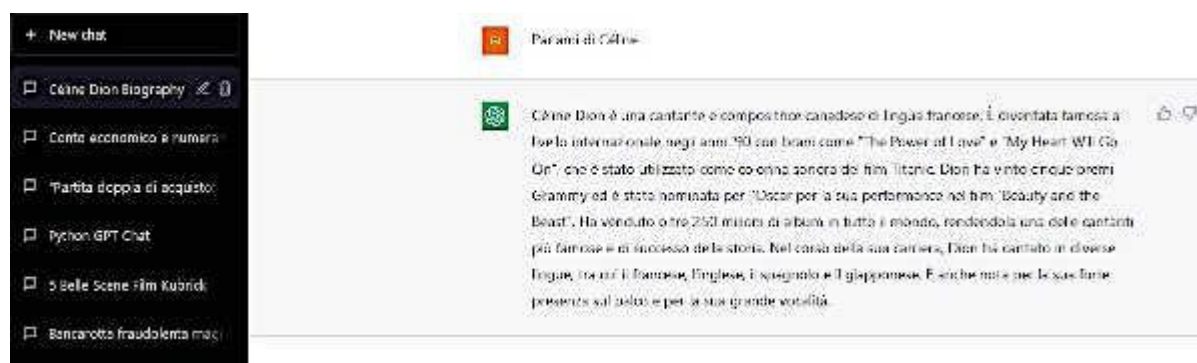 + New chat
Céline Dion Biography
Conto economico e numera
"Partita doppia di acquisto:
Python GPT Chat
5 Belle Scene Film Kubrick
Bancarotta fraudolenta mag
Parlami di Céline
Céline Dion è una cantante e compositrice canadese di lingua francese. È diventata famosa a
livello internazionale negli anni '90 con brani come "The Power of Love" e "My Heart Will Go
On", che è stato utilizzato come colonna sonora del film Titanic. Dion ha vinto cinque premi
Grammy ed è stata nominata per l'Oscar per la sua performance nel film "Beauty and the
Beast". Ha venduto oltre 250 milioni di album in tutto il mondo, rendendola una delle cantanti
più famose e di successo della storia. Nel corso della sua carriera, Dion ha cantato in diverse
lingue, tra cui il francese, l'inglese, il spagnolo e il giapponese. È anche nota per la sua forte
presenza sul palco e per la sua grande vocalità.